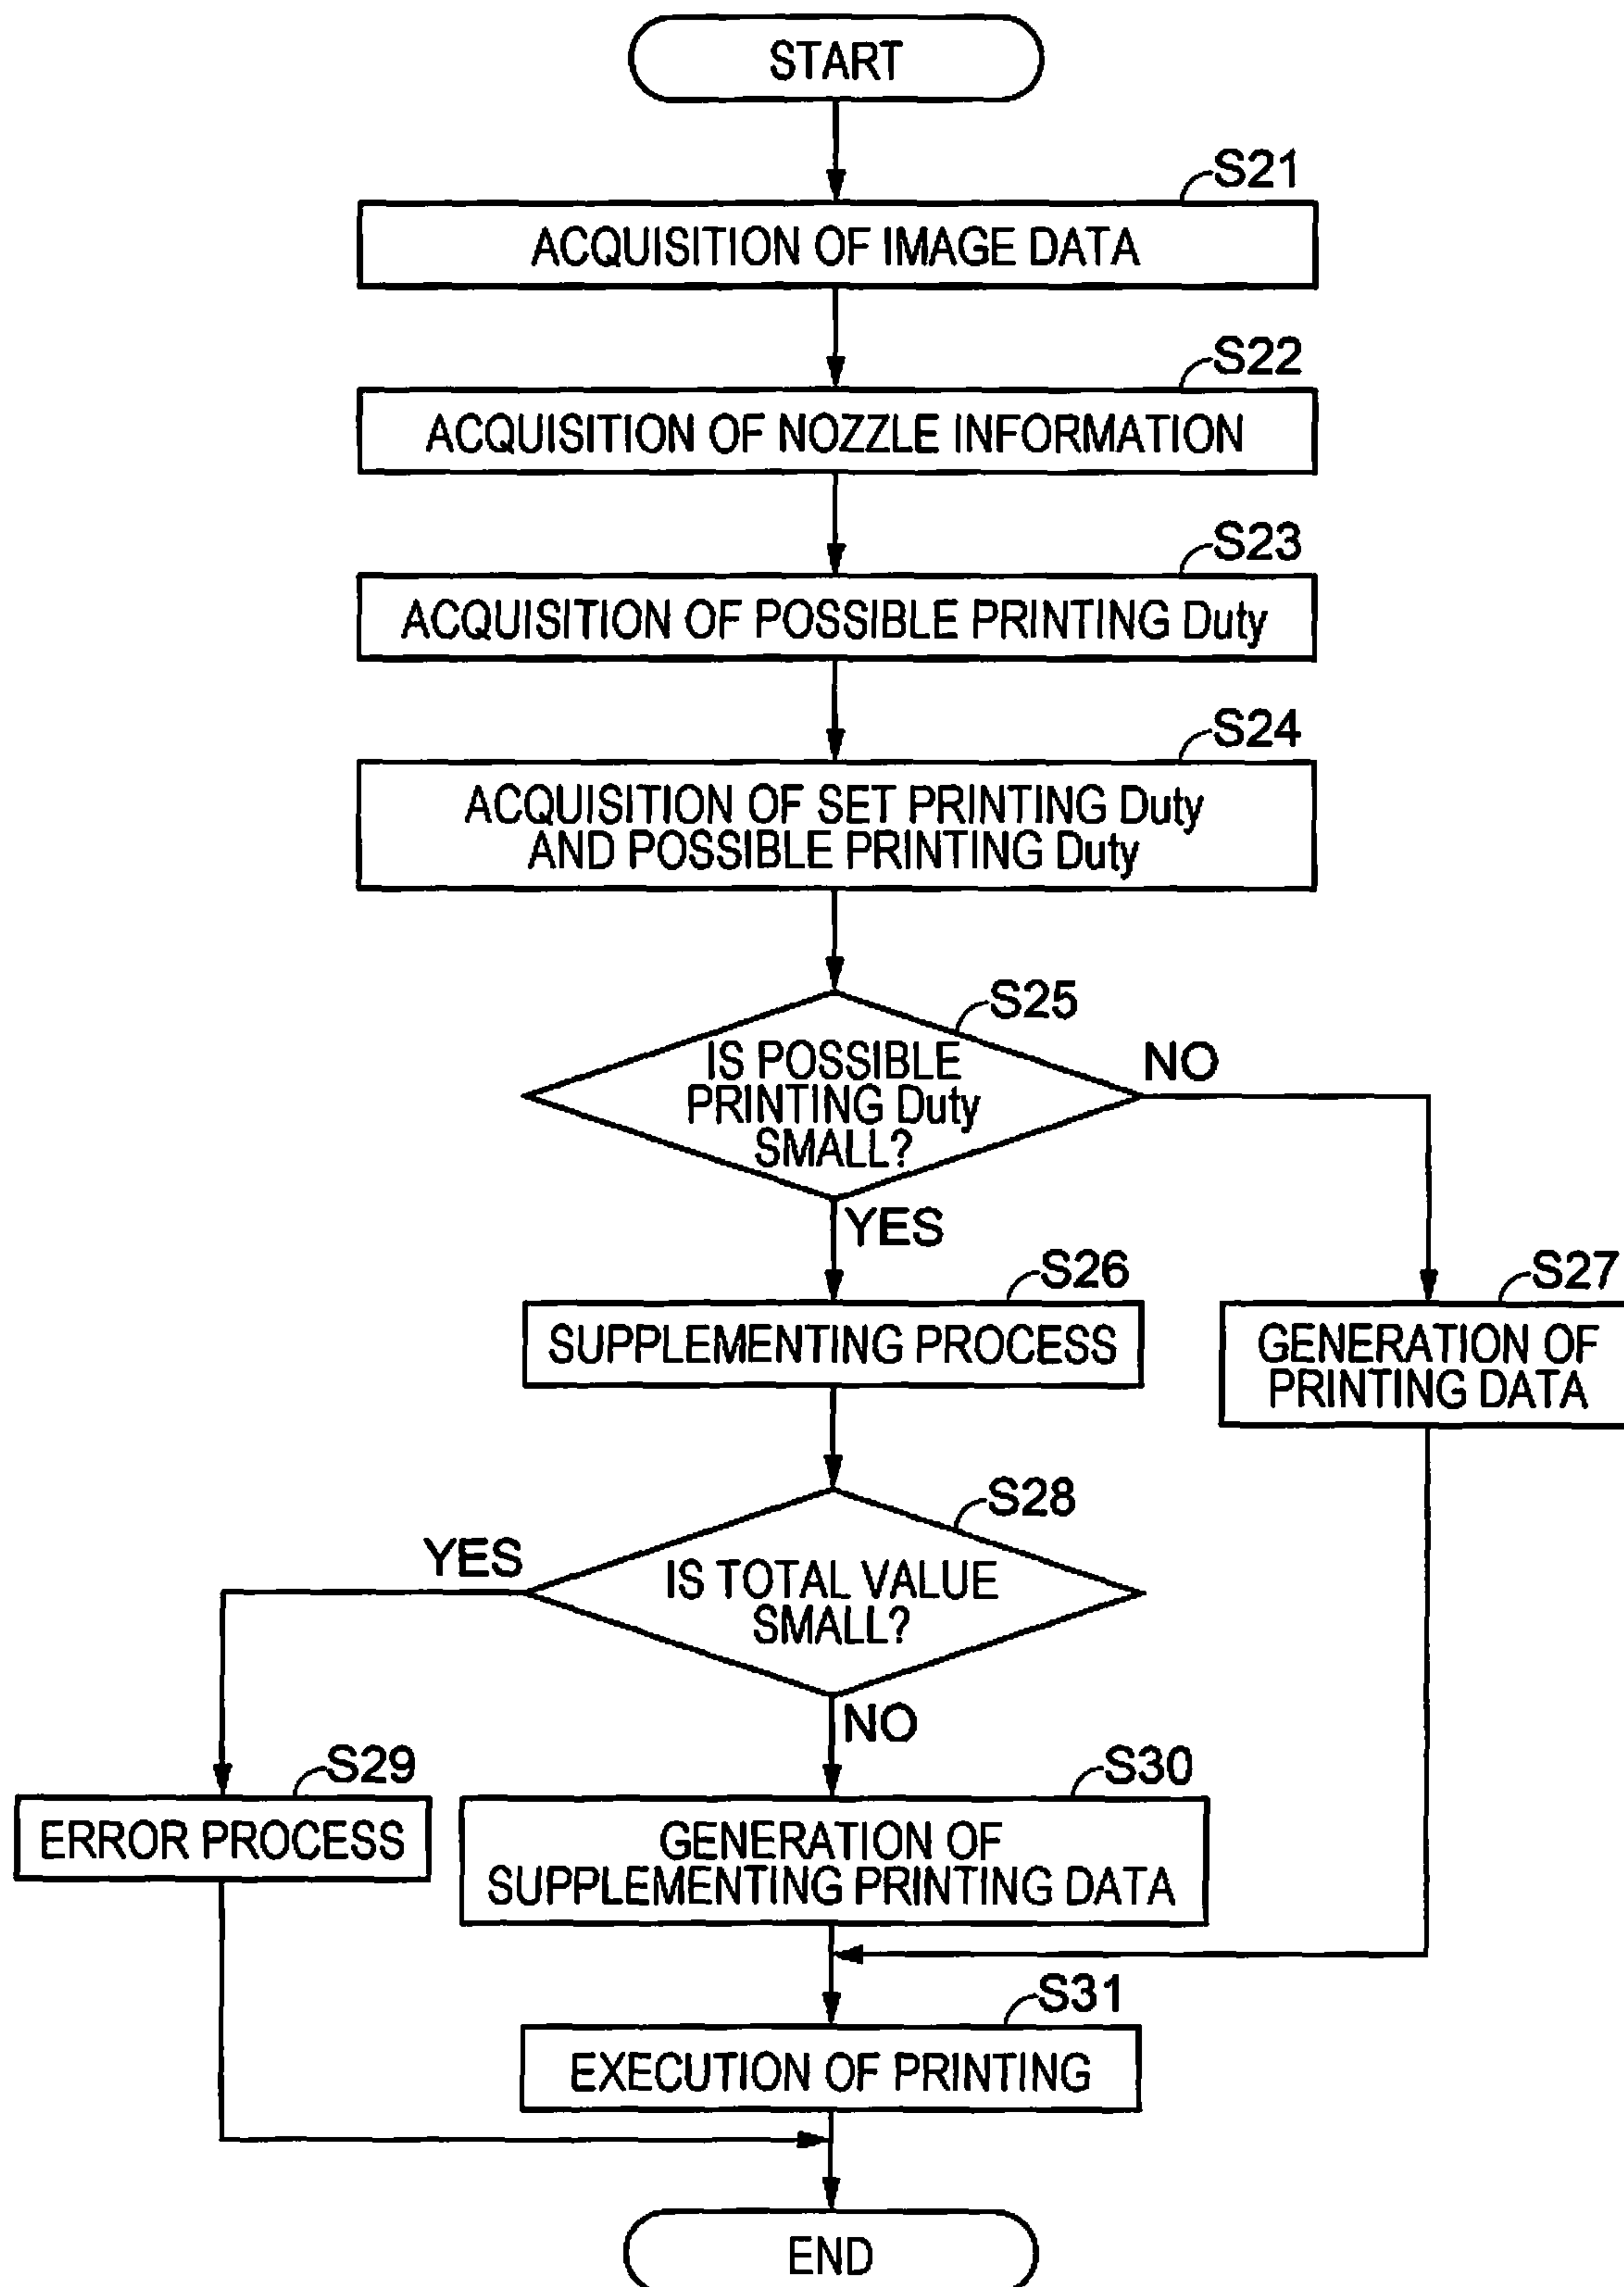 START
S21
ACQUISITION OF IMAGE DATA
S22
ACQUISITION OF NOZZLE INFORMATION
S23
ACQUISITION OF POSSIBLE PRINTING Duty
S24
ACQUISITION OF SET PRINTING Duty
AND POSSIBLE PRINTING Duty
S25
IS POSSIBLE
PRINTING Duty
SMALL?
NO
YES
S26
SUPPLEMENTING PROCESS
S27
GENERATION OF
PRINTING DATA
S28
IS TOTAL VALUE
SMALL?
YES
NO
S29
ERROR PROCESS
S30
GENERATION OF
SUPPLEMENTING PRINTING DATA
S31
EXECUTION OF PRINTING
END